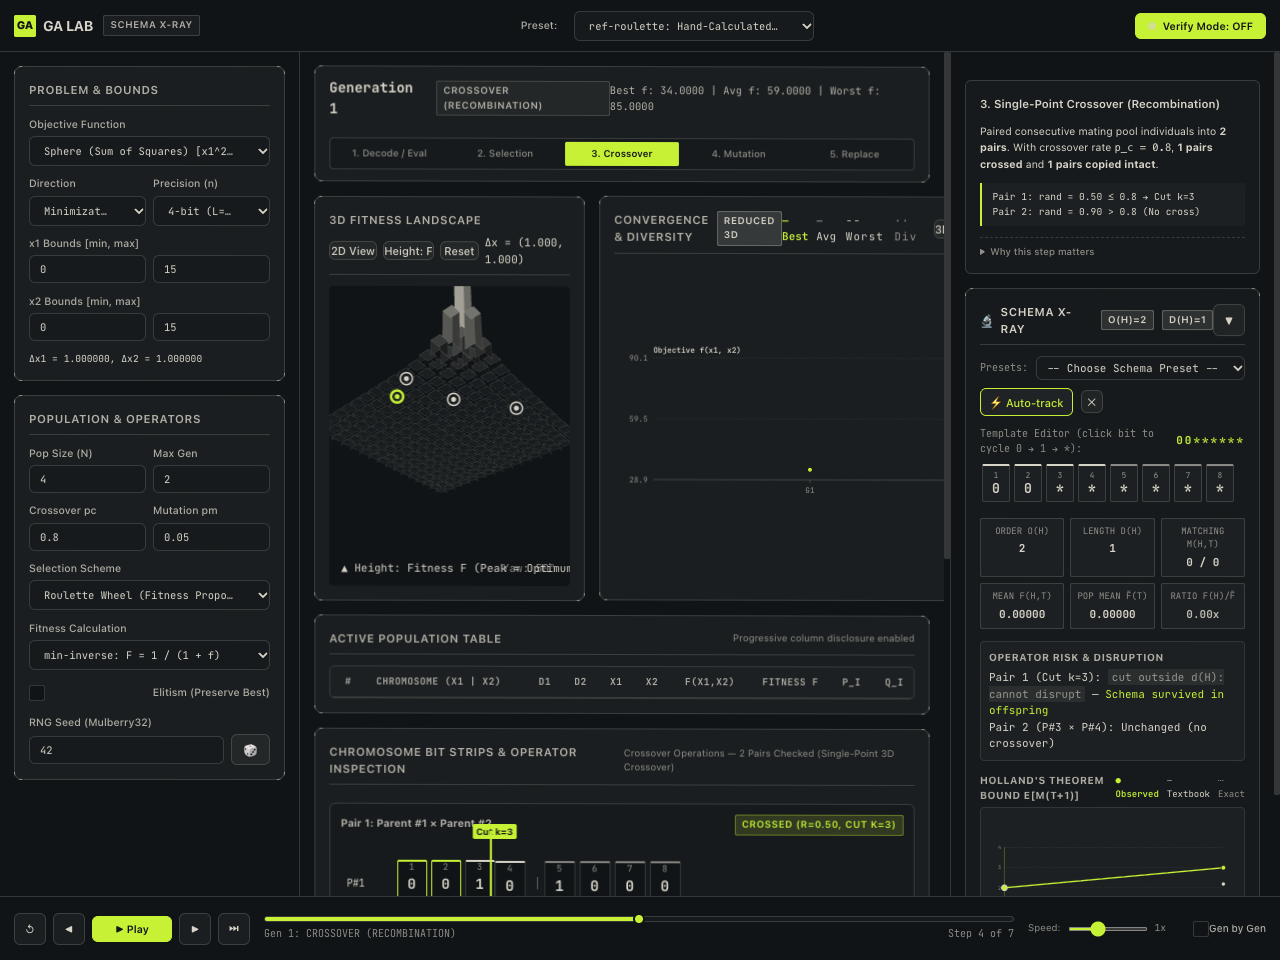 GA GA LAB SCHEMA X-RAY
Preset: ref-roulette: Hand-Calculated…
Verify Mode: OFF
PROBLEM & BOUNDS
Objective Function
Sphere (Sum of Squares) [x1^2…
Direction Precision (n)
Minimizat… 4-bit (L=…
x1 Bounds [min, max]
0 15
x2 Bounds [min, max]
0 15
Δx1 = 1.000000, Δx2 = 1.000000
POPULATION & OPERATORS
Pop Size (N) Max Gen
4 2
Crossover pc Mutation pm
0.8 0.05
Selection Scheme
Roulette Wheel (Fitness Propo…
Fitness Calculation
min-inverse: F = 1 / (1 + f)
Elitism (Preserve Best)
RNG Seed (Mulberry32)
42
Generation 1
CROSSOVER (RECOMBINATION)
Best f: 34.0000 | Avg f: 59.0000 | Worst f: 85.0000
1. Decode / Eval 2. Selection 3. Crossover 4. Mutation 5. Replace
3D FITNESS LANDSCAPE
2D View Height: F Reset Δx = (1.000, 1.000)
▲ Height: Fitness F (Peak = Optimum
CONVERGENCE & DIVERSITY
REDUCED 3D
— Best — Avg -- Worst ·· Div
Objective f(x1, x2)
90.1
59.5
28.9
G1
ACTIVE POPULATION TABLE
Progressive column disclosure enabled
# CHROMOSOME (X1 | X2) D1 D2 X1 X2 F(X1,X2) FITNESS F P_I Q_I
CHROMOSOME BIT STRIPS & OPERATOR INSPECTION
Crossover Operations — 2 Pairs Checked (Single-Point 3D Crossover)
Pair 1: Parent #1 × Parent #2
Cut k=3
CROSSED (R=0.50, CUT K=3)
1 2 3 4 5 6 7 8
P#1 0 0 1 0 | 1 0 0 0
3. Single-Point Crossover (Recombination)
Paired consecutive mating pool individuals into 2
pairs. With crossover rate p_c = 0.8, 1 pairs
crossed and 1 pairs copied intact.
Pair 1: rand = 0.50 ≤ 0.8 → Cut k=3
Pair 2: rand = 0.90 > 0.8 (No cross)
▶ Why this step matters
🔬 SCHEMA X-RAY
O(H)=2 D(H)=1 ▼
Presets: -- Choose Schema Preset --
⚡ Auto-track ✕
Template Editor (click bit to
cycle 0 → 1 → *):
00******
1 2 3 4 5 6 7 8
0 0 * * * * * *
ORDER O(H) LENGTH D(H) MATCHING M(H,T)
2 1 0 / 0
MEAN F(H,T) POP MEAN F̄(T) RATIO F(H)/F̄
0.00000 0.00000 0.00x
OPERATOR RISK & DISRUPTION
Pair 1 (Cut k=3): cut outside d(H):
cannot disrupt — Schema survived in
offspring
Pair 2 (P#3 × P#4): Unchanged (no
crossover)
HOLLAND'S THEOREM
BOUND E[M(T+1)]
● Observed — Textbook ┄ Exact
▶ Play
Gen 1: CROSSOVER (RECOMBINATION)
Step 4 of 7
Speed: 1x
Gen by Gen